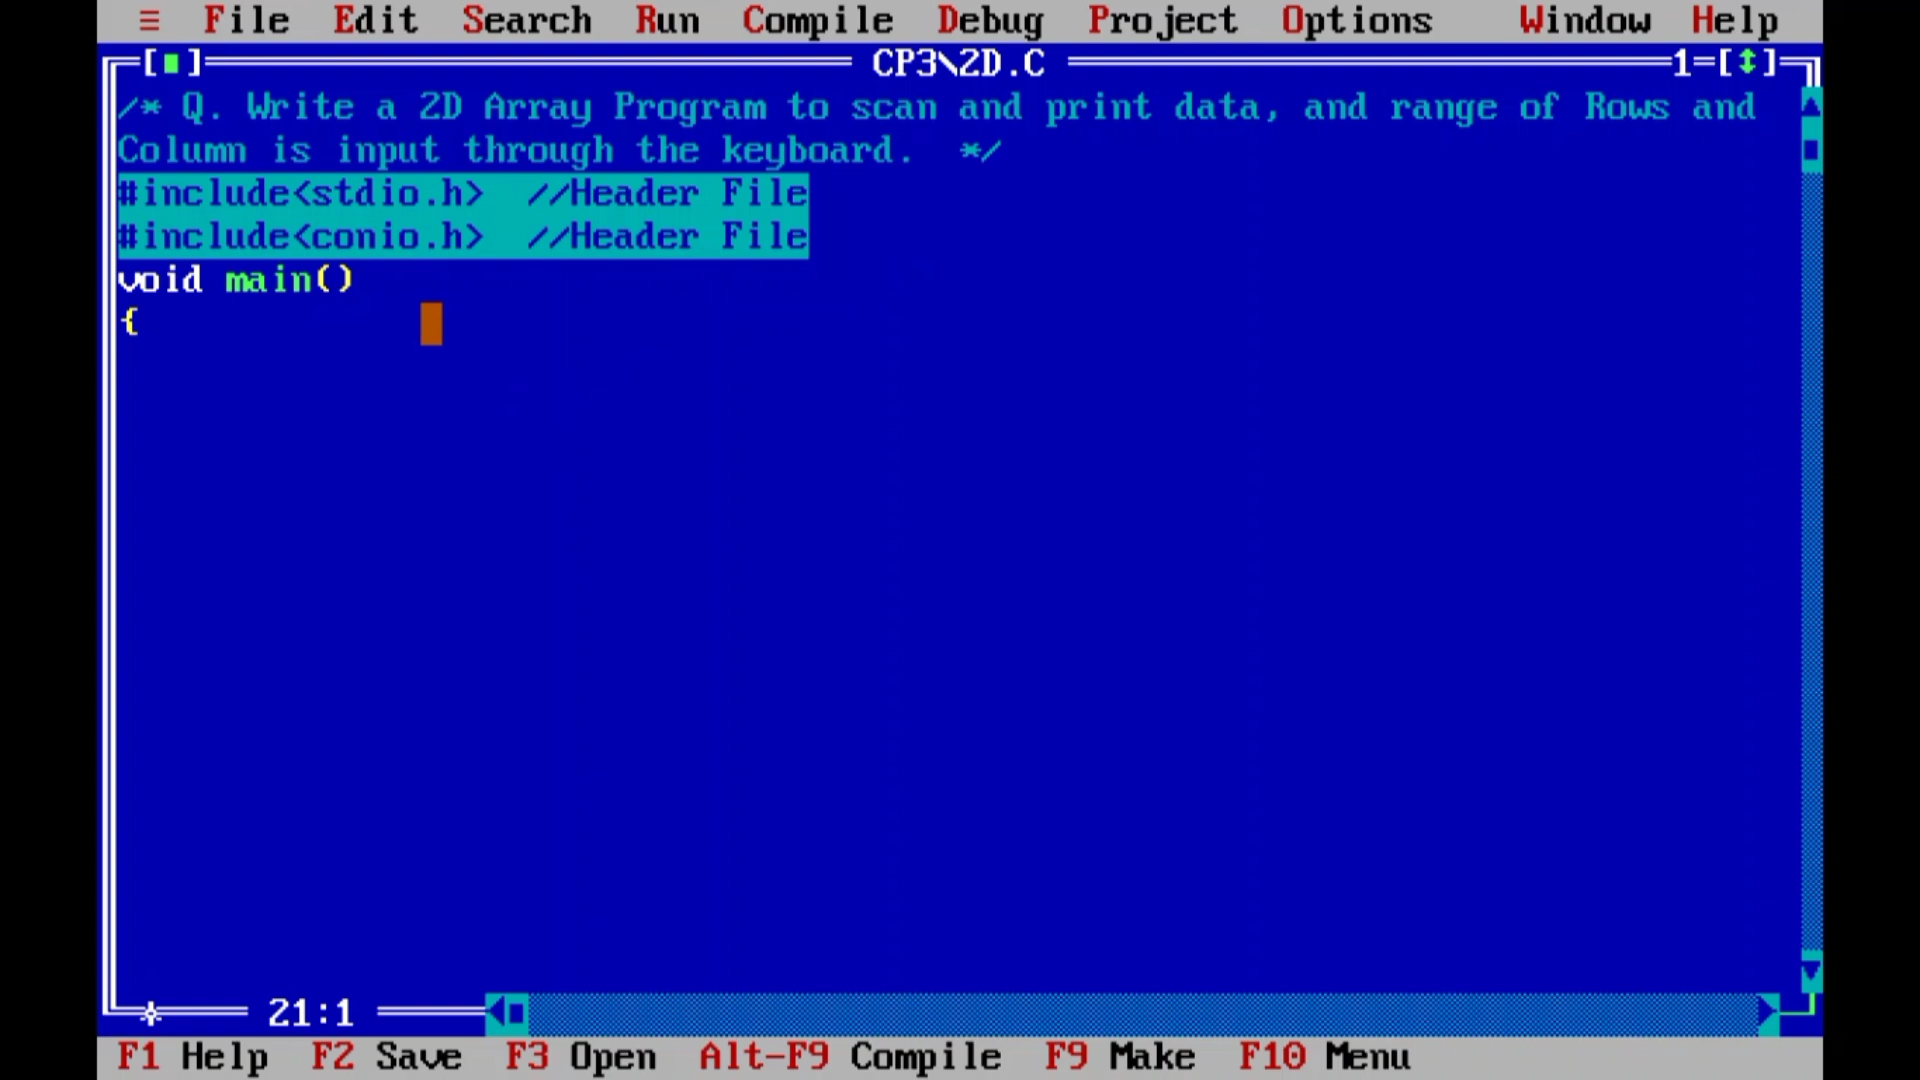 ≡ File Edit Search Run Compile Debug Project Options Window Help
[■] CP3\2D.C 1=[↕]
/* Q. Write a 2D Array Program to scan and print data, and range of Rows and
Column is input through the keyboard. */
#include<stdio.h> //Header File
#include<conio.h> //Header File
void main()
{
21:1
F1 Help F2 Save F3 Open Alt-F9 Compile F9 Make F10 Menu